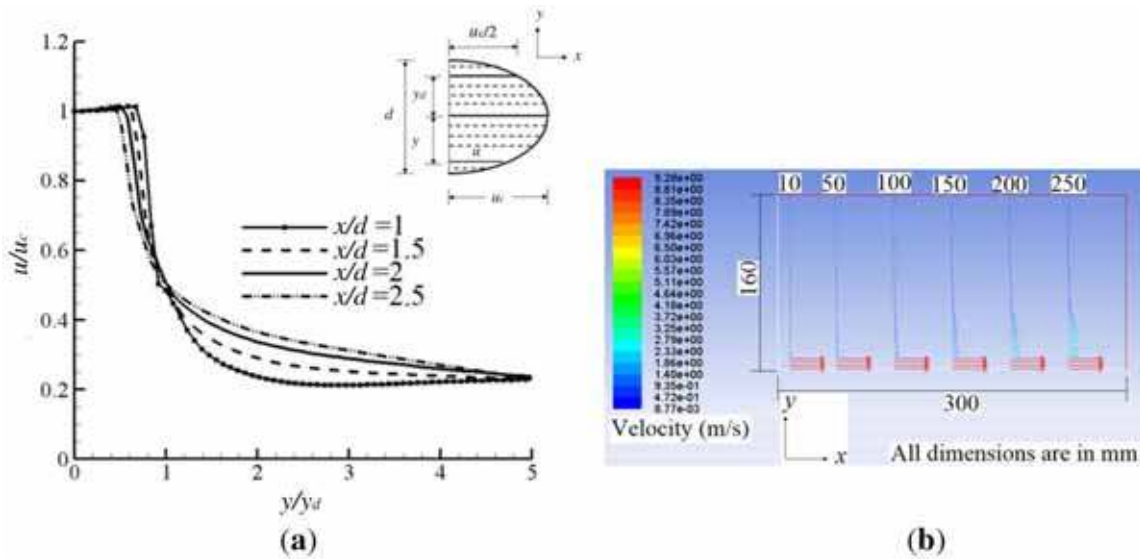 1.2
1
0.8
0.6
0.4
0.2
0
u/uc
0 1 2 3 4 5
y/yd
x/d =1
x/d =1.5
x/d =2
x/d =2.5
uc/2
y
x
d
yd
y
u
uc
(a)
9.28e+00
8.81e+00
8.35e+00
7.89e+00
7.42e+00
6.96e+00
6.50e+00
6.03e+00
5.57e+00
5.11e+00
4.64e+00
4.18e+00
3.72e+00
3.25e+00
2.79e+00
2.33e+00
1.86e+00
1.40e+00
9.35e-01
4.72e-01
8.77e-03
Velocity (m/s)
10 50 100 150 200 250
160
300
y
x
All dimensions are in mm
(b)